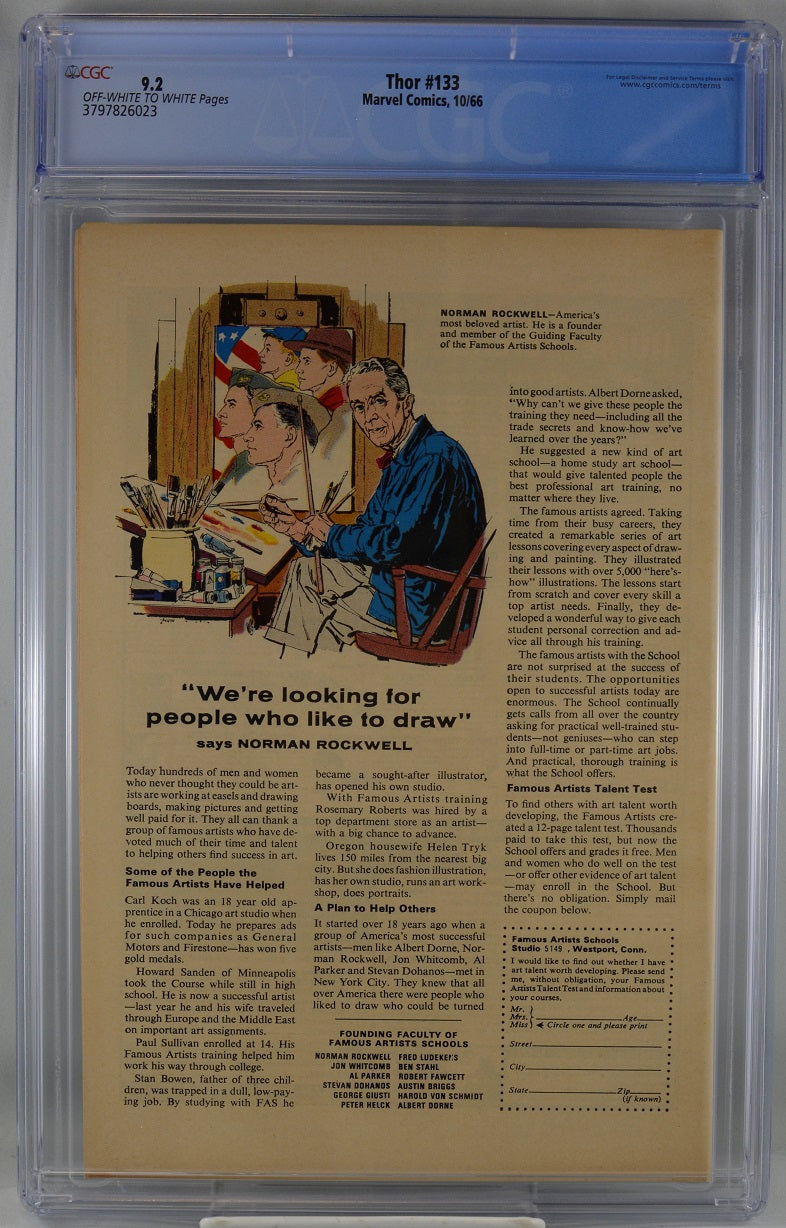 CGC
9.2
OFF-WHITE TO WHITE Pages
3797826023
Thor #133
Marvel Comics, 10/66
For Legal Disclaimer and Service Terms please visit
www.cgccomics.com/terms
CGC
NORMAN ROCKWELL—America's
most beloved artist. He is a founder
and member of the Guiding Faculty
of the Famous Artists Schools.
"We're looking for
people who like to draw"
says NORMAN ROCKWELL
Today hundreds of men and women
who never thought they could be art-
ists are working at easels and drawing
boards, making pictures and getting
well paid for it. They all can thank a
group of famous artists who have de-
voted much of their time and talent
to helping others find success in art.
Some of the People the
Famous Artists Have Helped
Carl Koch was an 18 year old ap-
prentice in a Chicago art studio when
he enrolled. Today he prepares ads
for such companies as General
Motors and Firestone—has won five
gold medals.
Howard Sanden of Minneapolis
took the Course while still in high
school. He is now a successful artist
—last year he and his wife traveled
through Europe and the Middle East
on important art assignments.
Paul Sullivan enrolled at 14. His
Famous Artists training helped him
work his way through college.
Stan Bowen, father of three chil-
dren, was trapped in a dull, low-pay-
ing job. By studying with FAS he
became a sought-after illustrator,
has opened his own studio.
With Famous Artists training
Rosemary Roberts was hired by a
top department store as an artist—
with a big chance to advance.
Oregon housewife Helen Tryk
lives 150 miles from the nearest big
city. But she does fashion illustration,
has her own studio, runs an art work-
shop, does portraits.
A Plan to Help Others
It started over 18 years ago when a
group of America's most successful
artists—men like Albert Dorne, Nor-
man Rockwell, Jon Whitcomb, Al
Parker and Stevan Dohanos—met in
New York City. They knew that all
over America there were people who
liked to draw who could be turned
FOUNDING FACULTY OF
FAMOUS ARTISTS SCHOOLS
NORMAN ROCKWELL FRED LUDEKENS
JON WHITCOMB BEN STAHL
AL PARKER ROBERT FAWCETT
STEVAN DOHANOS AUSTIN BRIGGS
GEORGE GIUSTI HAROLD VON SCHMIDT
PETER HELCK ALBERT DORNE
into good artists. Albert Dorne asked,
"Why can't we give these people the
training they need—including all the
trade secrets and know-how we've
learned over the years?"
He suggested a new kind of art
school—a home study art school—
that would give talented people the
best professional art training, no
matter where they live.
The famous artists agreed. Taking
time from their busy careers, they
created a remarkable series of art
lessons covering every aspect of draw-
ing and painting. They illustrated
their lessons with over 5,000 "here's-
how" illustrations. The lessons start
from scratch and cover every skill a
top artist needs. Finally, they de-
veloped a wonderful way to give each
student personal correction and ad-
vice all through his training.
The famous artists with the School
are not surprised at the success of
their students. The opportunities
open to successful artists today are
enormous. The School continually
gets calls from all over the country
asking for practical well-trained stu-
dents—not geniuses—who can step
into full-time or part-time art jobs.
And practical, thorough training is
what the School offers.
Famous Artists Talent Test
To find others with art talent worth
developing, the Famous Artists cre-
ated a 12-page talent test. Thousands
paid to take this test, but now the
School offers and grades it free. Men
and women who do well on the test
—or offer other evidence of art talent
—may enroll in the School. But
there's no obligation. Simply mail
the coupon below.
Famous Artists Schools
Studio 5149 , Westport, Conn.
I would like to find out whether I have
art talent worth developing. Please send
me, without obligation, your Famous
Artists Talent Test and information about
your courses.
Mr.
Mrs. Age
Miss Circle one and please print
Street
City
State Zip
(if known)